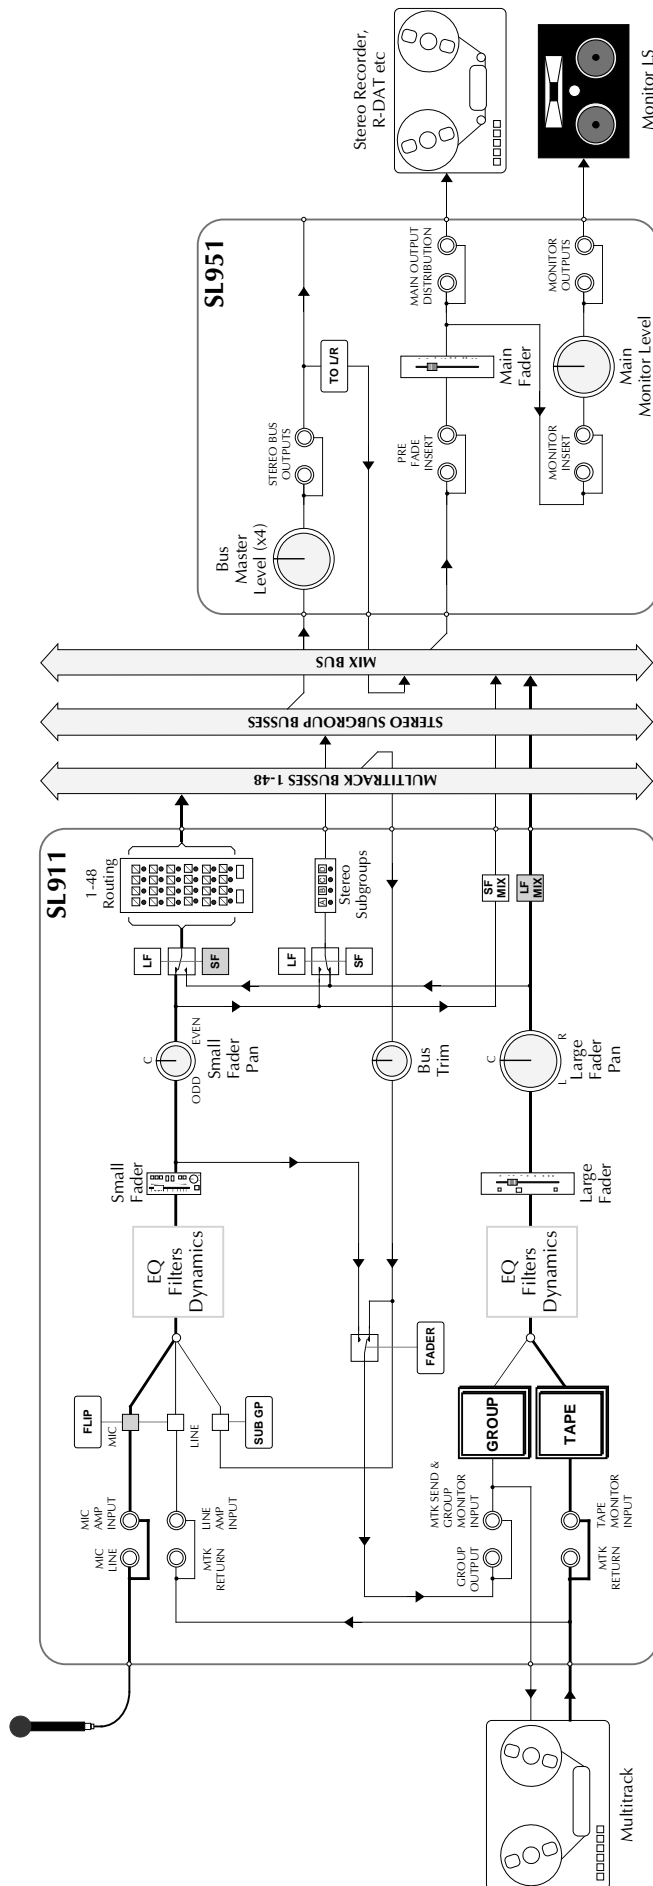 SL911
MIC
LINE
MIC
AMP
INPUT
FLIP
MIC
LINE
SUB GP
MTK
RETURN
LINE
AMP
INPUT
EQ
Filters
Dynamics
Small
Fader
C
ODD
EVEN
Small
Fader
Pan
LF
SF
1-48
Routing
LF
SF
A
B
C
D
Stereo
Subgroups
FADER
Bus
Trim
GROUP
OUTPUT
MTK SEND &
GROUP
MONITOR
INPUT
GROUP
TAPE
MTK
RETURN
TAPE
MONITOR
INPUT
EQ
Filters
Dynamics
Large
Fader
C
L
R
Large
Fader
Pan
SF
MIX
LF
MIX
Multitrack
MULTITRACK BUSSES 1-48
STEREO SUBGROUP BUSSES
MIX BUS
SL951
Bus
Master
Level (x4)
STEREO BUS
OUTPUTS
TO L/R
PRE
FADE
INSERT
Main
Fader
MAIN OUTPUT
DISTRIBUTION
MONITOR
INSERT
Main
Monitor Level
MONITOR
OUTPUTS
Stereo Recorder,
R-DAT etc
Monitor LS